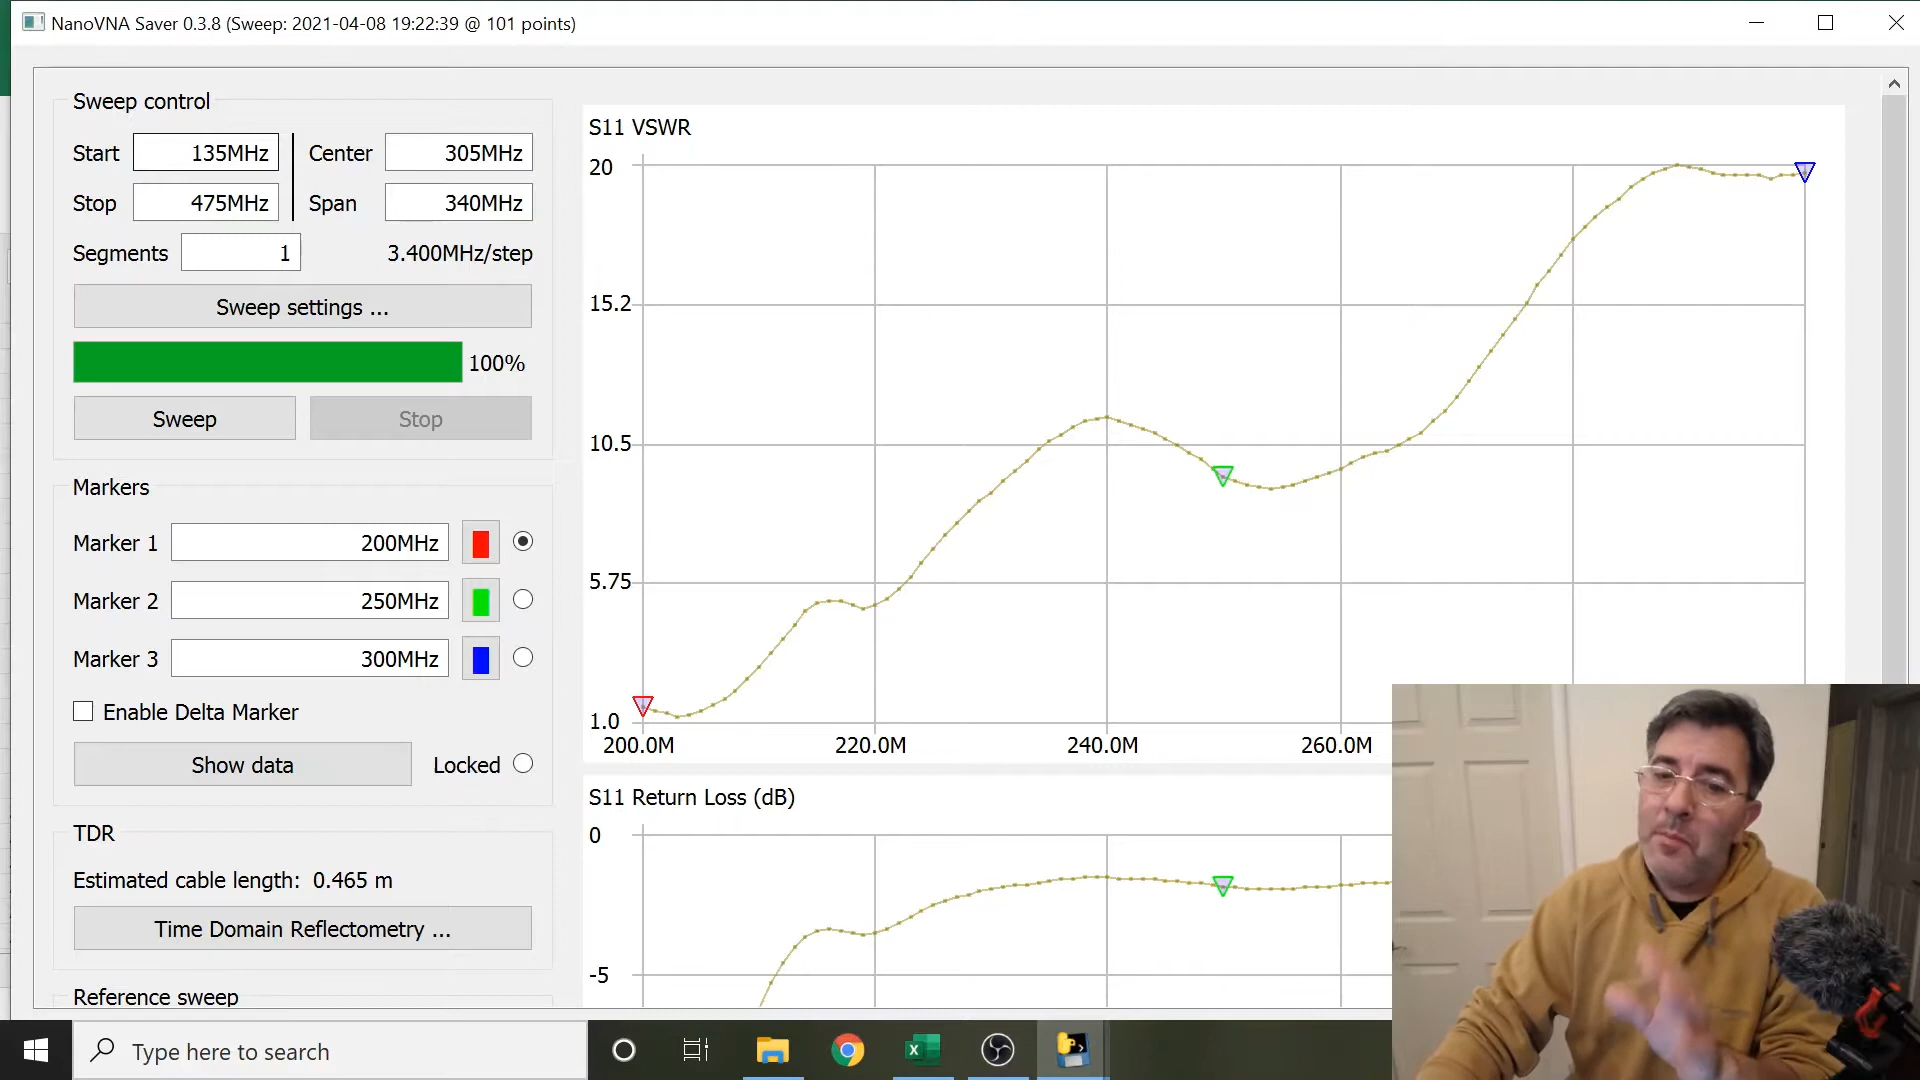 NanoVNA Saver 0.3.8 (Sweep: 2021-04-08 19:22:39 @ 101 points)
Sweep control
Start 135MHz Center 305MHz
Stop 475MHz Span 340MHz
Segments 1 3.400MHz/step
Sweep settings ...
100%
Sweep Stop
Markers
Marker 1 200MHz
Marker 2 250MHz
Marker 3 300MHz
Enable Delta Marker
Show data Locked
TDR
Estimated cable length: 0.465 m
Time Domain Reflectometry ...
Reference sweep
S11 VSWR
20
15.2
10.5
5.75
1.0
200.0M 220.0M 240.0M 260.0M
S11 Return Loss (dB)
0
-5
Type here to search